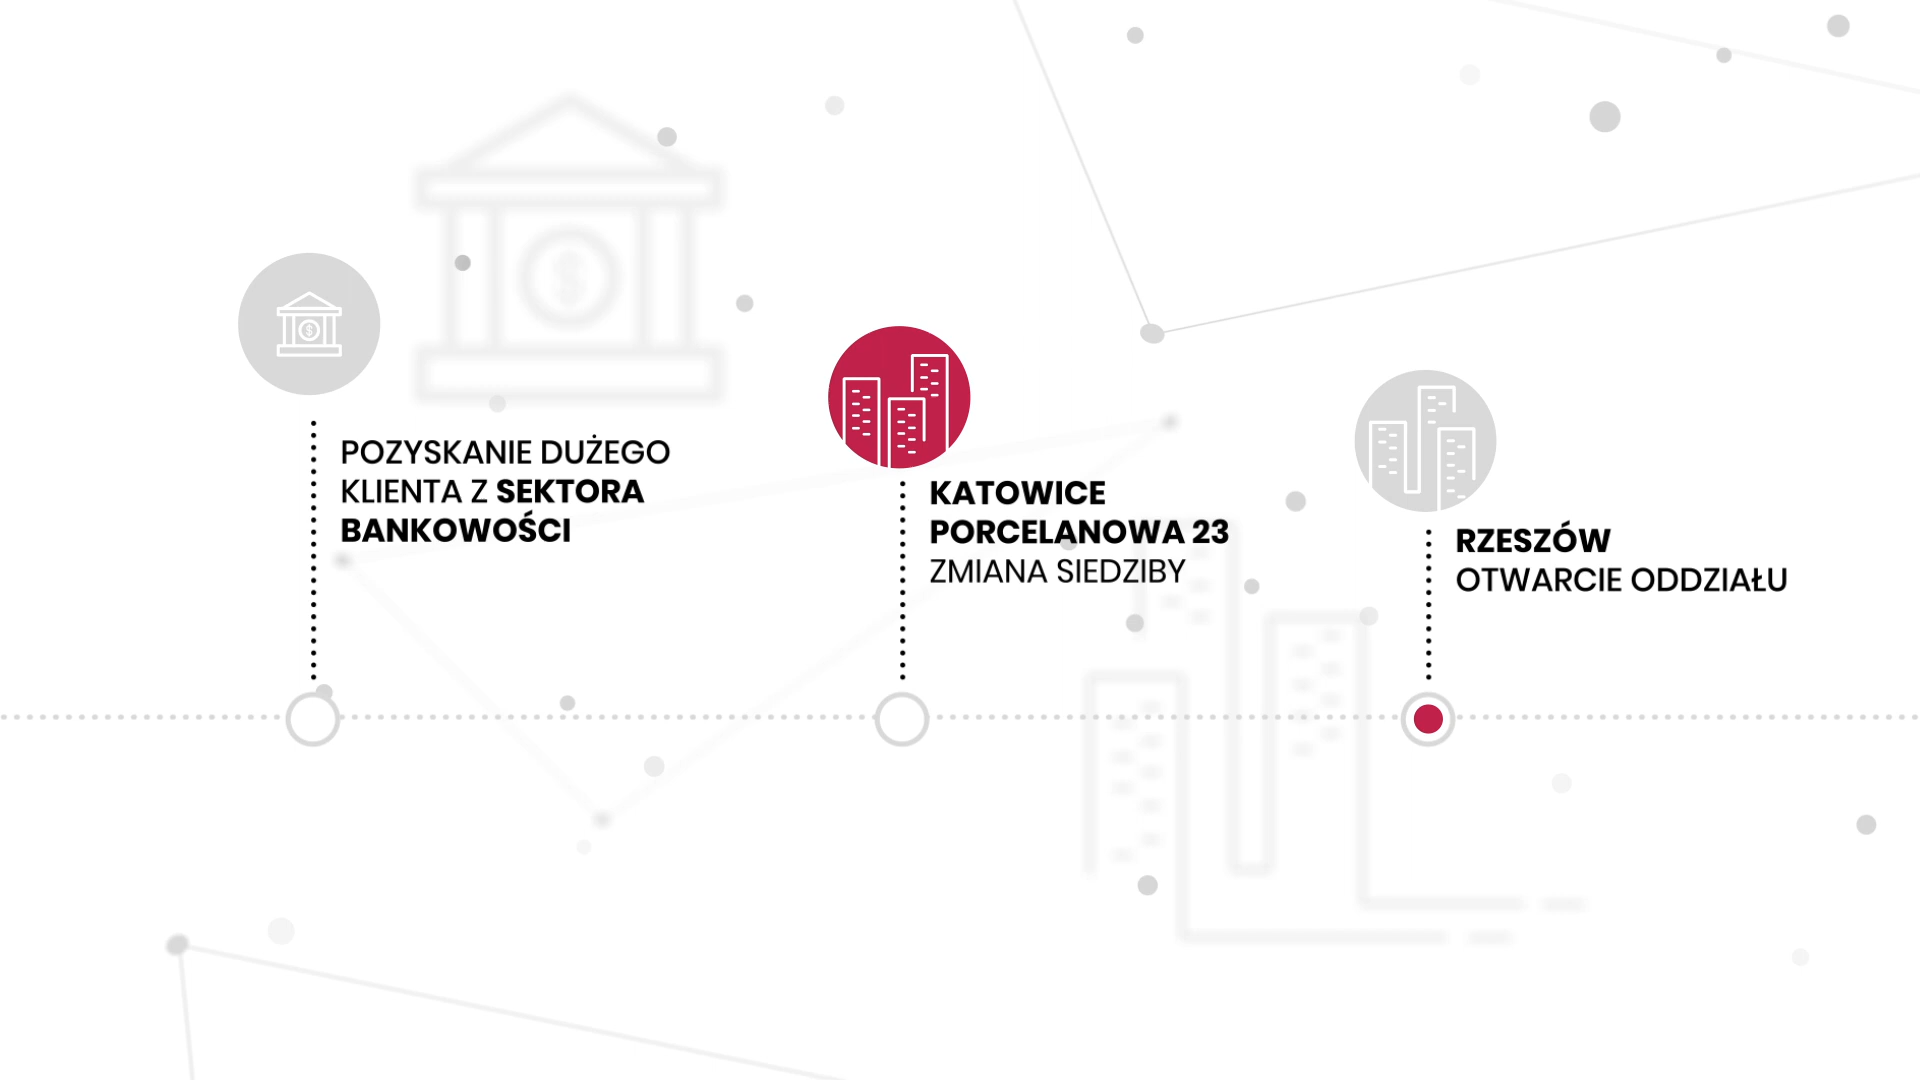 POZYSKANIE DUŻEGO
KLIENTA Z SEKTORA
BANKOWOŚCI
KATOWICE
PORCELANOWA 23
ZMIANA SIEDZIBY
RZESZÓW
OTWARCIE ODDZIAŁU